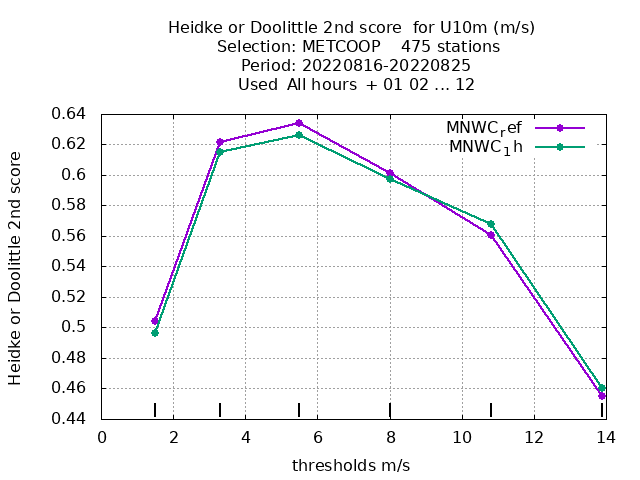 Heidke or Doolittle 2nd score  for U10m (m/s)
Selection: METCOOP    475 stations
Period: 20220816-20220825
Used  All hours  + 01 02 ... 12
MNWC_ref
MNWC_1h
Heidke or Doolittle 2nd score
0.64
0.62
0.6
0.58
0.56
0.54
0.52
0.5
0.48
0.46
0.44
0 2 4 6 8 10 12 14
thresholds m/s